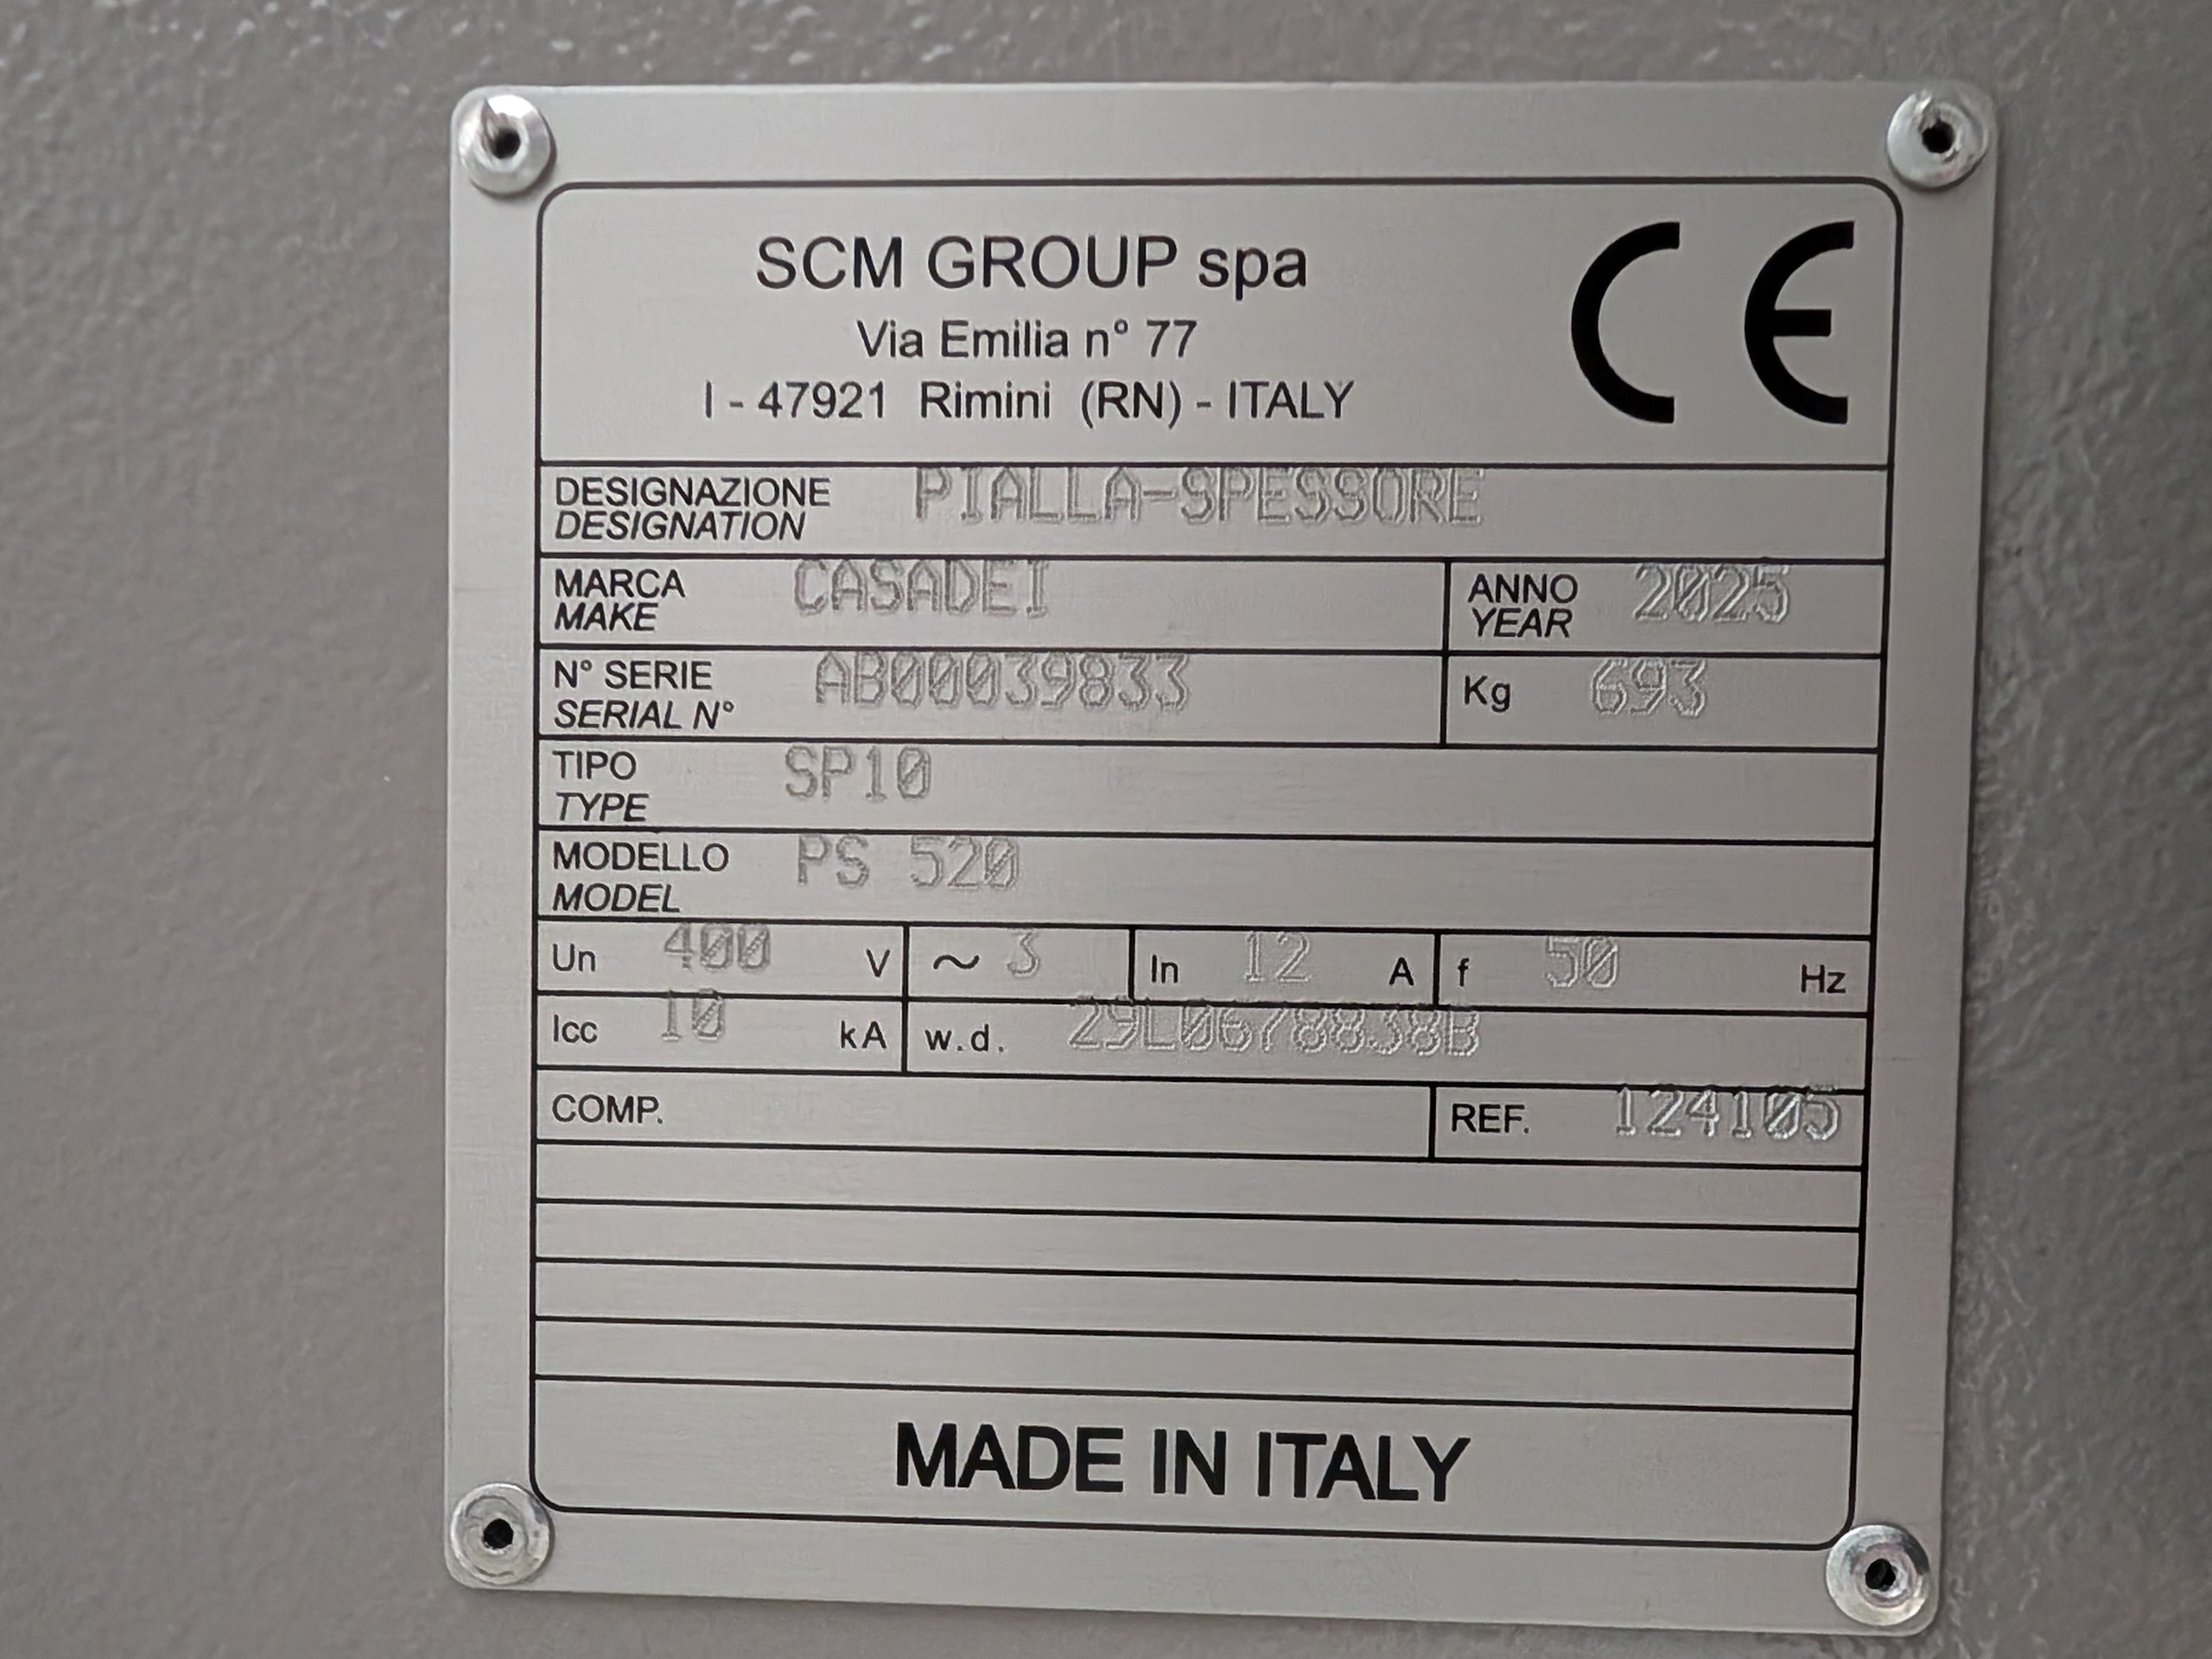 SCM GROUP spa
Via Emilia n° 77
I - 47921 Rimini (RN) - ITALY
CE
DESIGNAZIONE PIALLA-SPESSORE
DESIGNATION
MARCA CASADEI
MAKE
ANNO 2025
YEAR
N° SERIE AB00039833
SERIAL N°
Kg 693
TIPO SP10
TYPE
MODELLO PS 520
MODEL
Un 400 V ~ 3 In 12 A f 50 Hz
Icc 10 kA w.d. 29L0678838B
COMP. REF. 124105
MADE IN ITALY